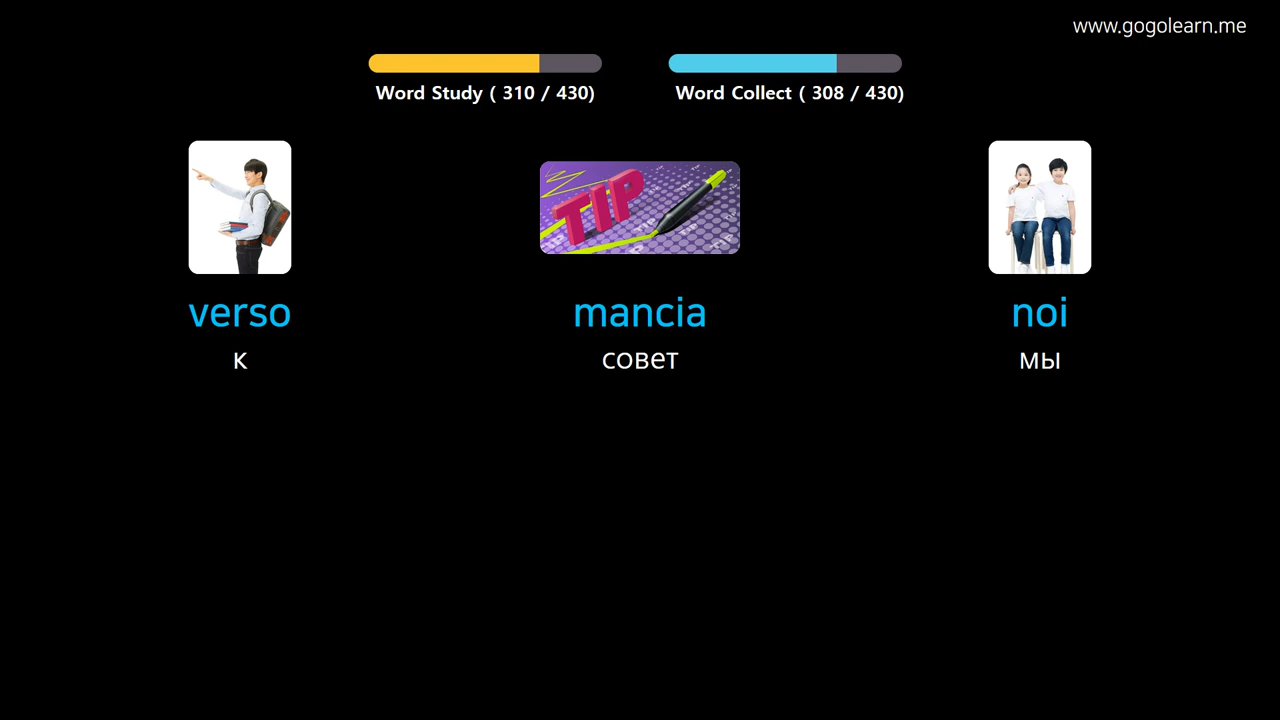 www.gogolearn.me
Word Study ( 310 / 430)
Word Collect ( 308 / 430)
TIP
verso
mancia
noi
к
совет
мы